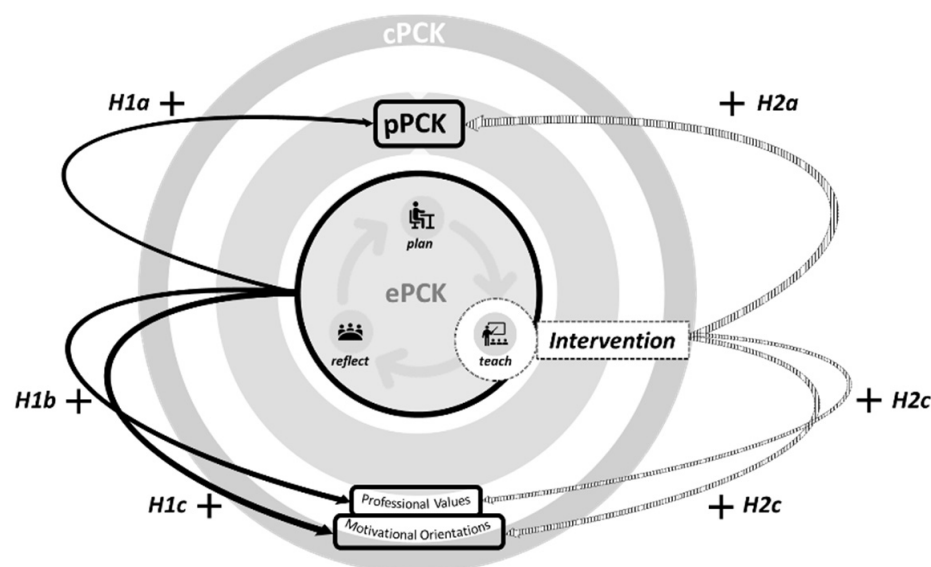 cPCK
H1a +
+ H2a
pPCK
plan
ePCK
reflect
teach
Intervention
H1b +
+ H2c
Professional Values
H1c +
+ H2c
Motivational Orientations